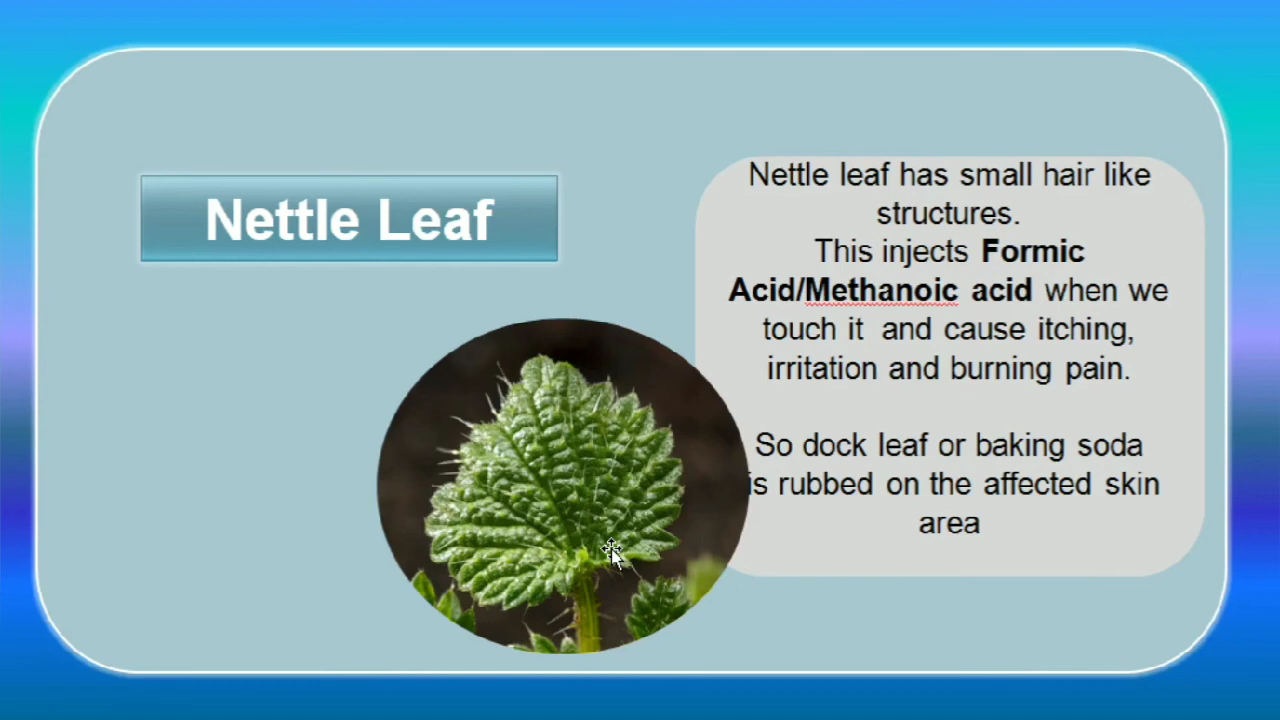 Nettle Leaf
Nettle leaf has small hair like
structures.
This injects Formic
Acid/Methanoic acid when we
touch it and cause itching,
irritation and burning pain.
So dock leaf or baking soda
is rubbed on the affected skin
area